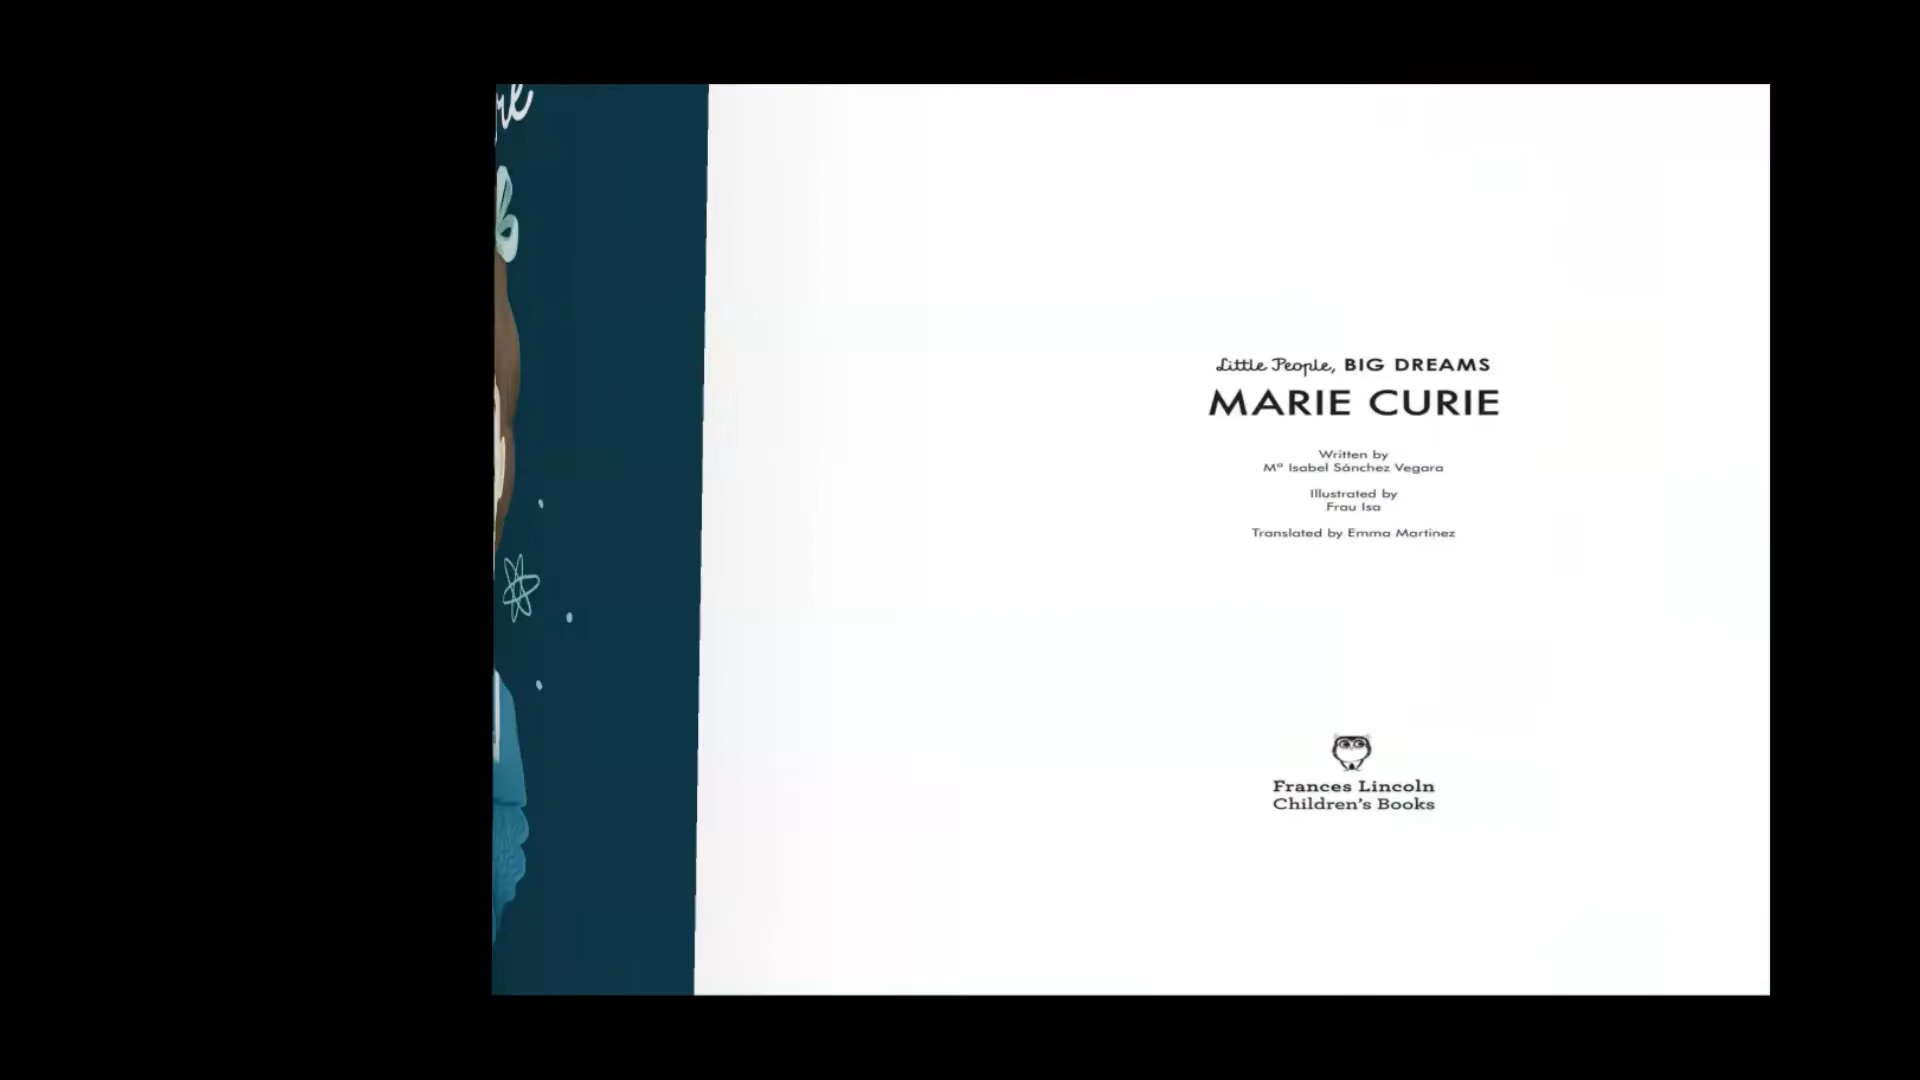 Little People, BIG DREAMS
MARIE CURIE
Written by
Mª Isabel Sánchez Vegara
Illustrated by
Frau Isa
Translated by Emma Martinez
Frances Lincoln
Children's Books